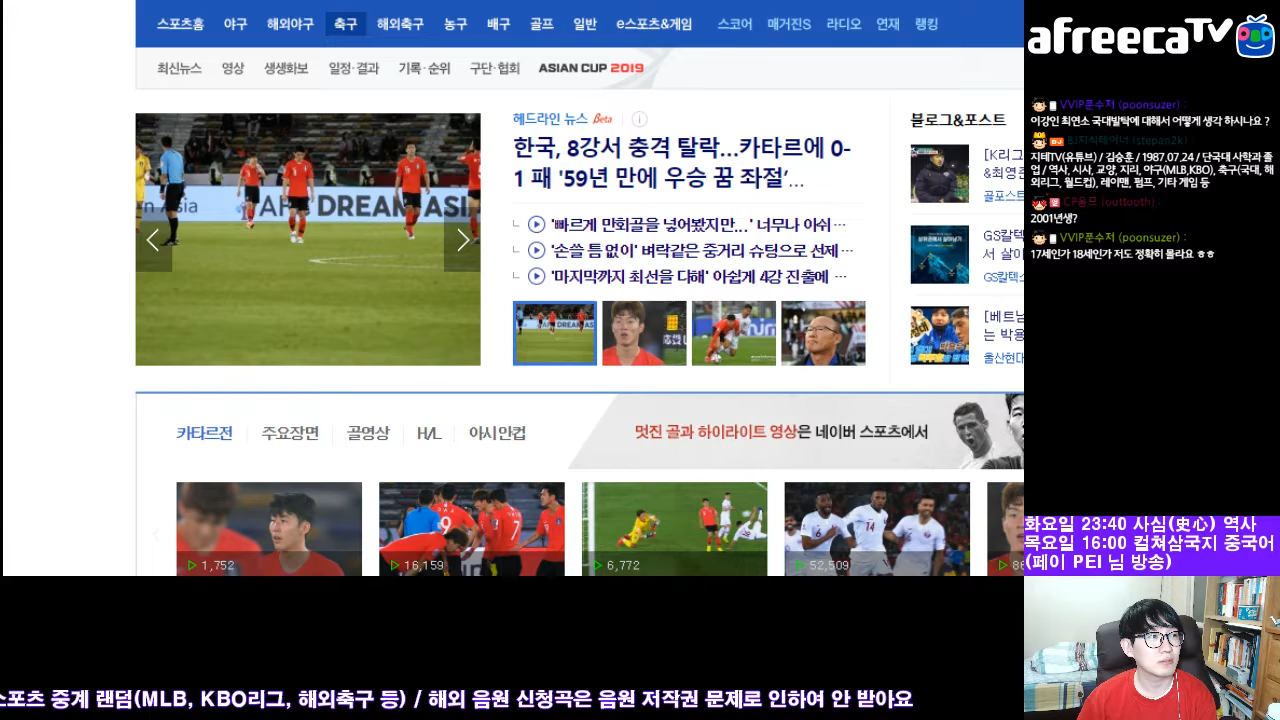 스포츠홈 야구 해외야구 축구 해외축구 농구 배구 골프 일반 e스포츠&게임 스코어 매거진S 라디오 연재 랭킹
최신뉴스 영상 생생화보 일정·결과 기록·순위 구단·협회 ASIAN CUP 2019
헤드라인 뉴스 Beta
한국, 8강서 충격 탈락...카타르에 0-
1 패 '59년 만에 우승 꿈 좌절'...
'빠르게 만회골을 넣어봤지만...' 너무나 아쉬…
'손쓸 틈 없이' 벼락같은 중거리 슈팅으로 선제…
'마지막까지 최선을 다해' 아쉽게 4강 진출에 …
블로그&포스트
[K리그
&최영준
골포스트
GS칼텍
서 살아
GS칼텍스
[베트남
는 박용
울산현대
카타르전 주요장면 골명상 H/L 아시안컵
멋진 골과 하이라이트 영상은 네이버 스포츠에서
1,752
16,159
6,772
52,509
afreecaTV
VVIP푼수저 (poonsuzer) :
이강인 최연소 국대발탁에 대해서 어떻게 생각 하시나요 ?
BJ지식테이너 (stepan2k) :
지테TV(유튜브) / 김승훈 / 1987.07.24 / 단국대 사학과 졸
업 / 역사, 시사, 교양, 지리, 야구(MLB,KBO), 축구(국대, 해
외리그, 월드컵), 레이맨, 펌프, 기타 게임 등
CP울프 (outtooth) :
2001년생?
VVIP푼수저 (poonsuzer) :
17세인가 18세인가 저도 정확히 몰라요 ㅎㅎ
화요일 23:40 사심(史心) 역사
목요일 16:00 컬쳐삼국지 중국어
(페이 PEI 님 방송)
스포츠 중계 랜덤(MLB, KBO리그, 해외축구 등) / 해외 음원 신청곡은 음원 저작권 문제로 인하여 안 받아요